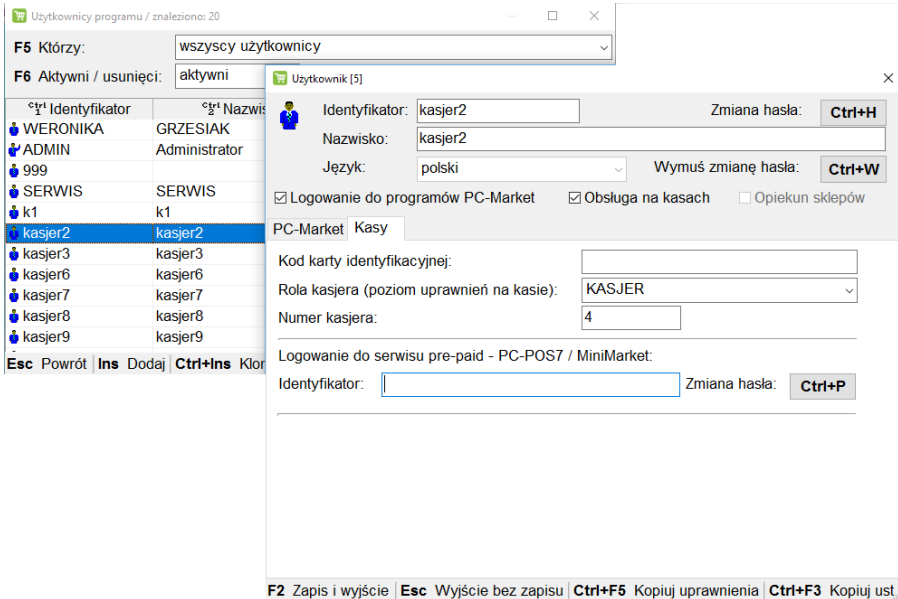 Użytkownicy programu / znaleziono: 20
F5 Którzy: wszyscy użytkownicy
F6 Aktywni / usunięci: aktywni
Ctrl 1 Identyfikator Ctrl 2 Nazwis
WERONIKA GRZESIAK
ADMIN Administrator
999
SERWIS SERWIS
k1 k1
kasjer2 kasjer2
kasjer3 kasjer3
kasjer6 kasjer6
kasjer7 kasjer7
kasjer8 kasjer8
kasjer9 kasjer9
Esc Powrót Ins Dodaj Ctrl+Ins Klon
Użytkownik [5]
Identyfikator: kasjer2 Zmiana hasła: Ctrl+H
Nazwisko: kasjer2
Język: polski Wymuś zmianę hasła: Ctrl+W
Logowanie do programów PC-Market Obsługa na kasach Opiekun sklepów
PC-Market Kasy
Kod karty identyfikacyjnej:
Rola kasjera (poziom uprawnień na kasie): KASJER
Numer kasjera: 4
Logowanie do serwisu pre-paid - PC-POS7 / MiniMarket:
Identyfikator: Zmiana hasła: Ctrl+P
F2 Zapis i wyjście Esc Wyjście bez zapisu Ctrl+F5 Kopiuj uprawnienia Ctrl+F3 Kopiuj ust